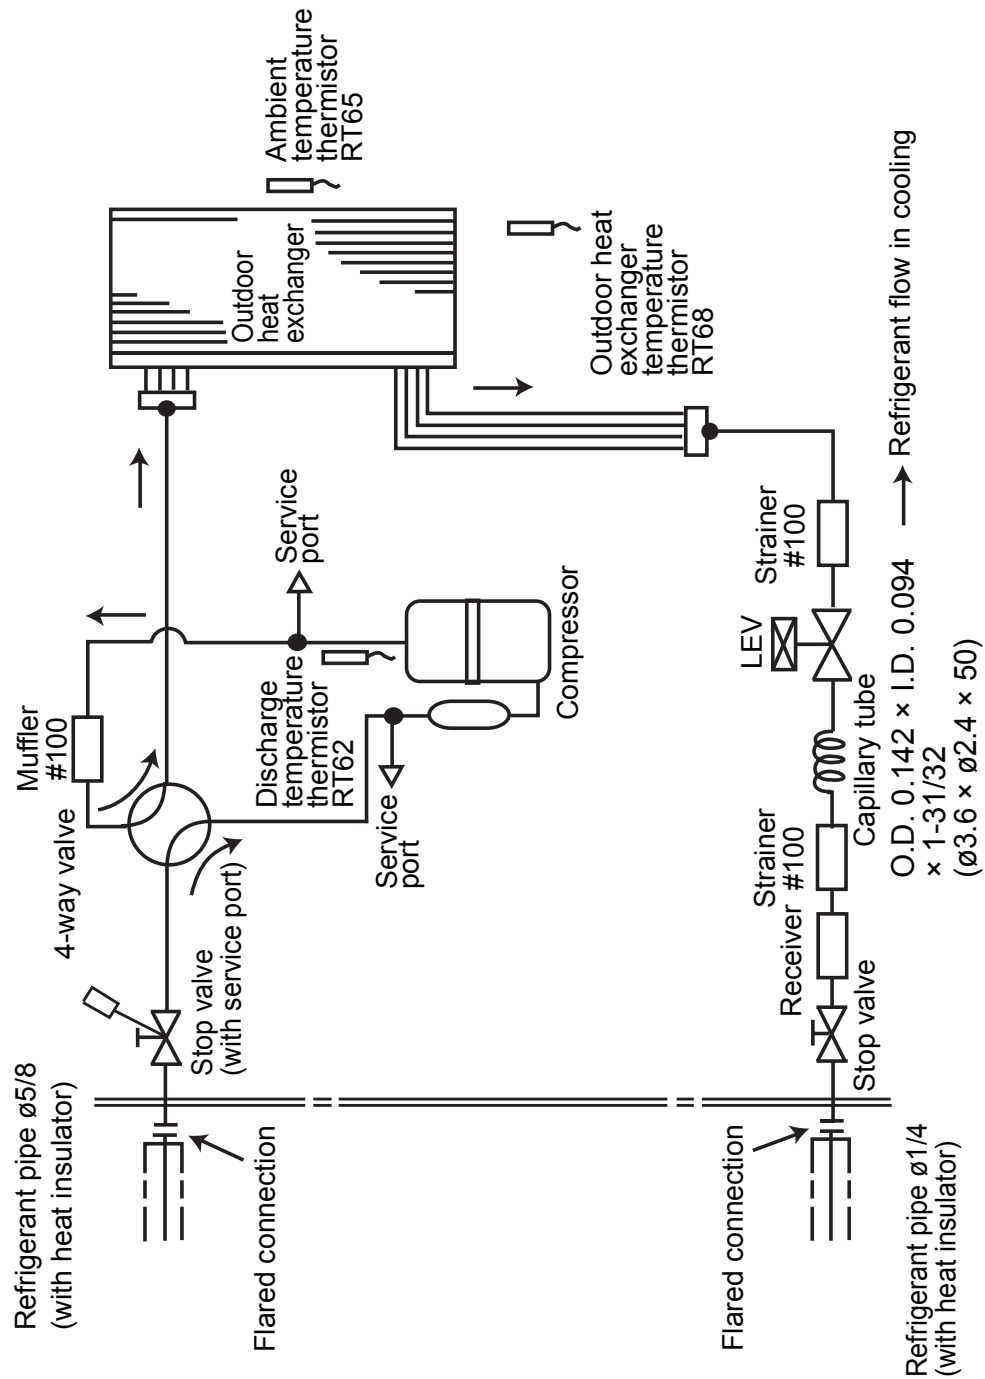 Refrigerant pipe ø5/8
(with heat insulator)
4-way valve
Muffler
#100
Stop valve
(with service port)
Flared connection
Service
port
Discharge
temperature
thermistor
RT62
Service
port
Compressor
Outdoor
heat
exchanger
Ambient
temperature
thermistor
RT65
Outdoor heat
exchanger
temperature
thermistor
RT68
Flared connection
Receiver
Stop valve
Strainer
#100
Capillary tube
LEV
Strainer
#100
O.D. 0.142 × I.D. 0.094
× 1-31/32
(ø3.6 × ø2.4 × 50)
Refrigerant flow in cooling
Refrigerant pipe ø1/4
(with heat insulator)